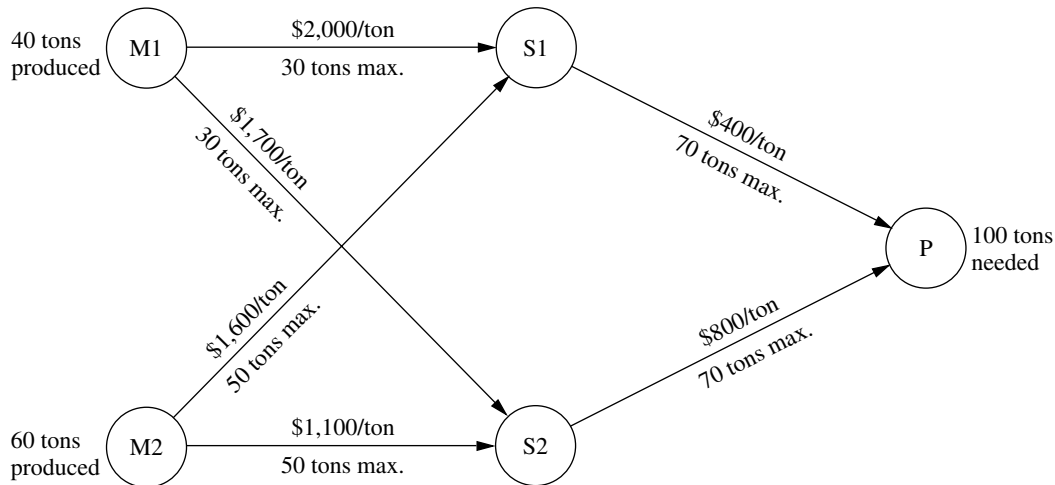 40 tons
produced
M1
$2,000/ton
30 tons max.
S1
$1,700/ton
30 tons max.
$400/ton
70 tons max.
P
100 tons
needed
$1,600/ton
50 tons max.
$800/ton
70 tons max.
60 tons
produced
M2
$1,100/ton
50 tons max.
S2